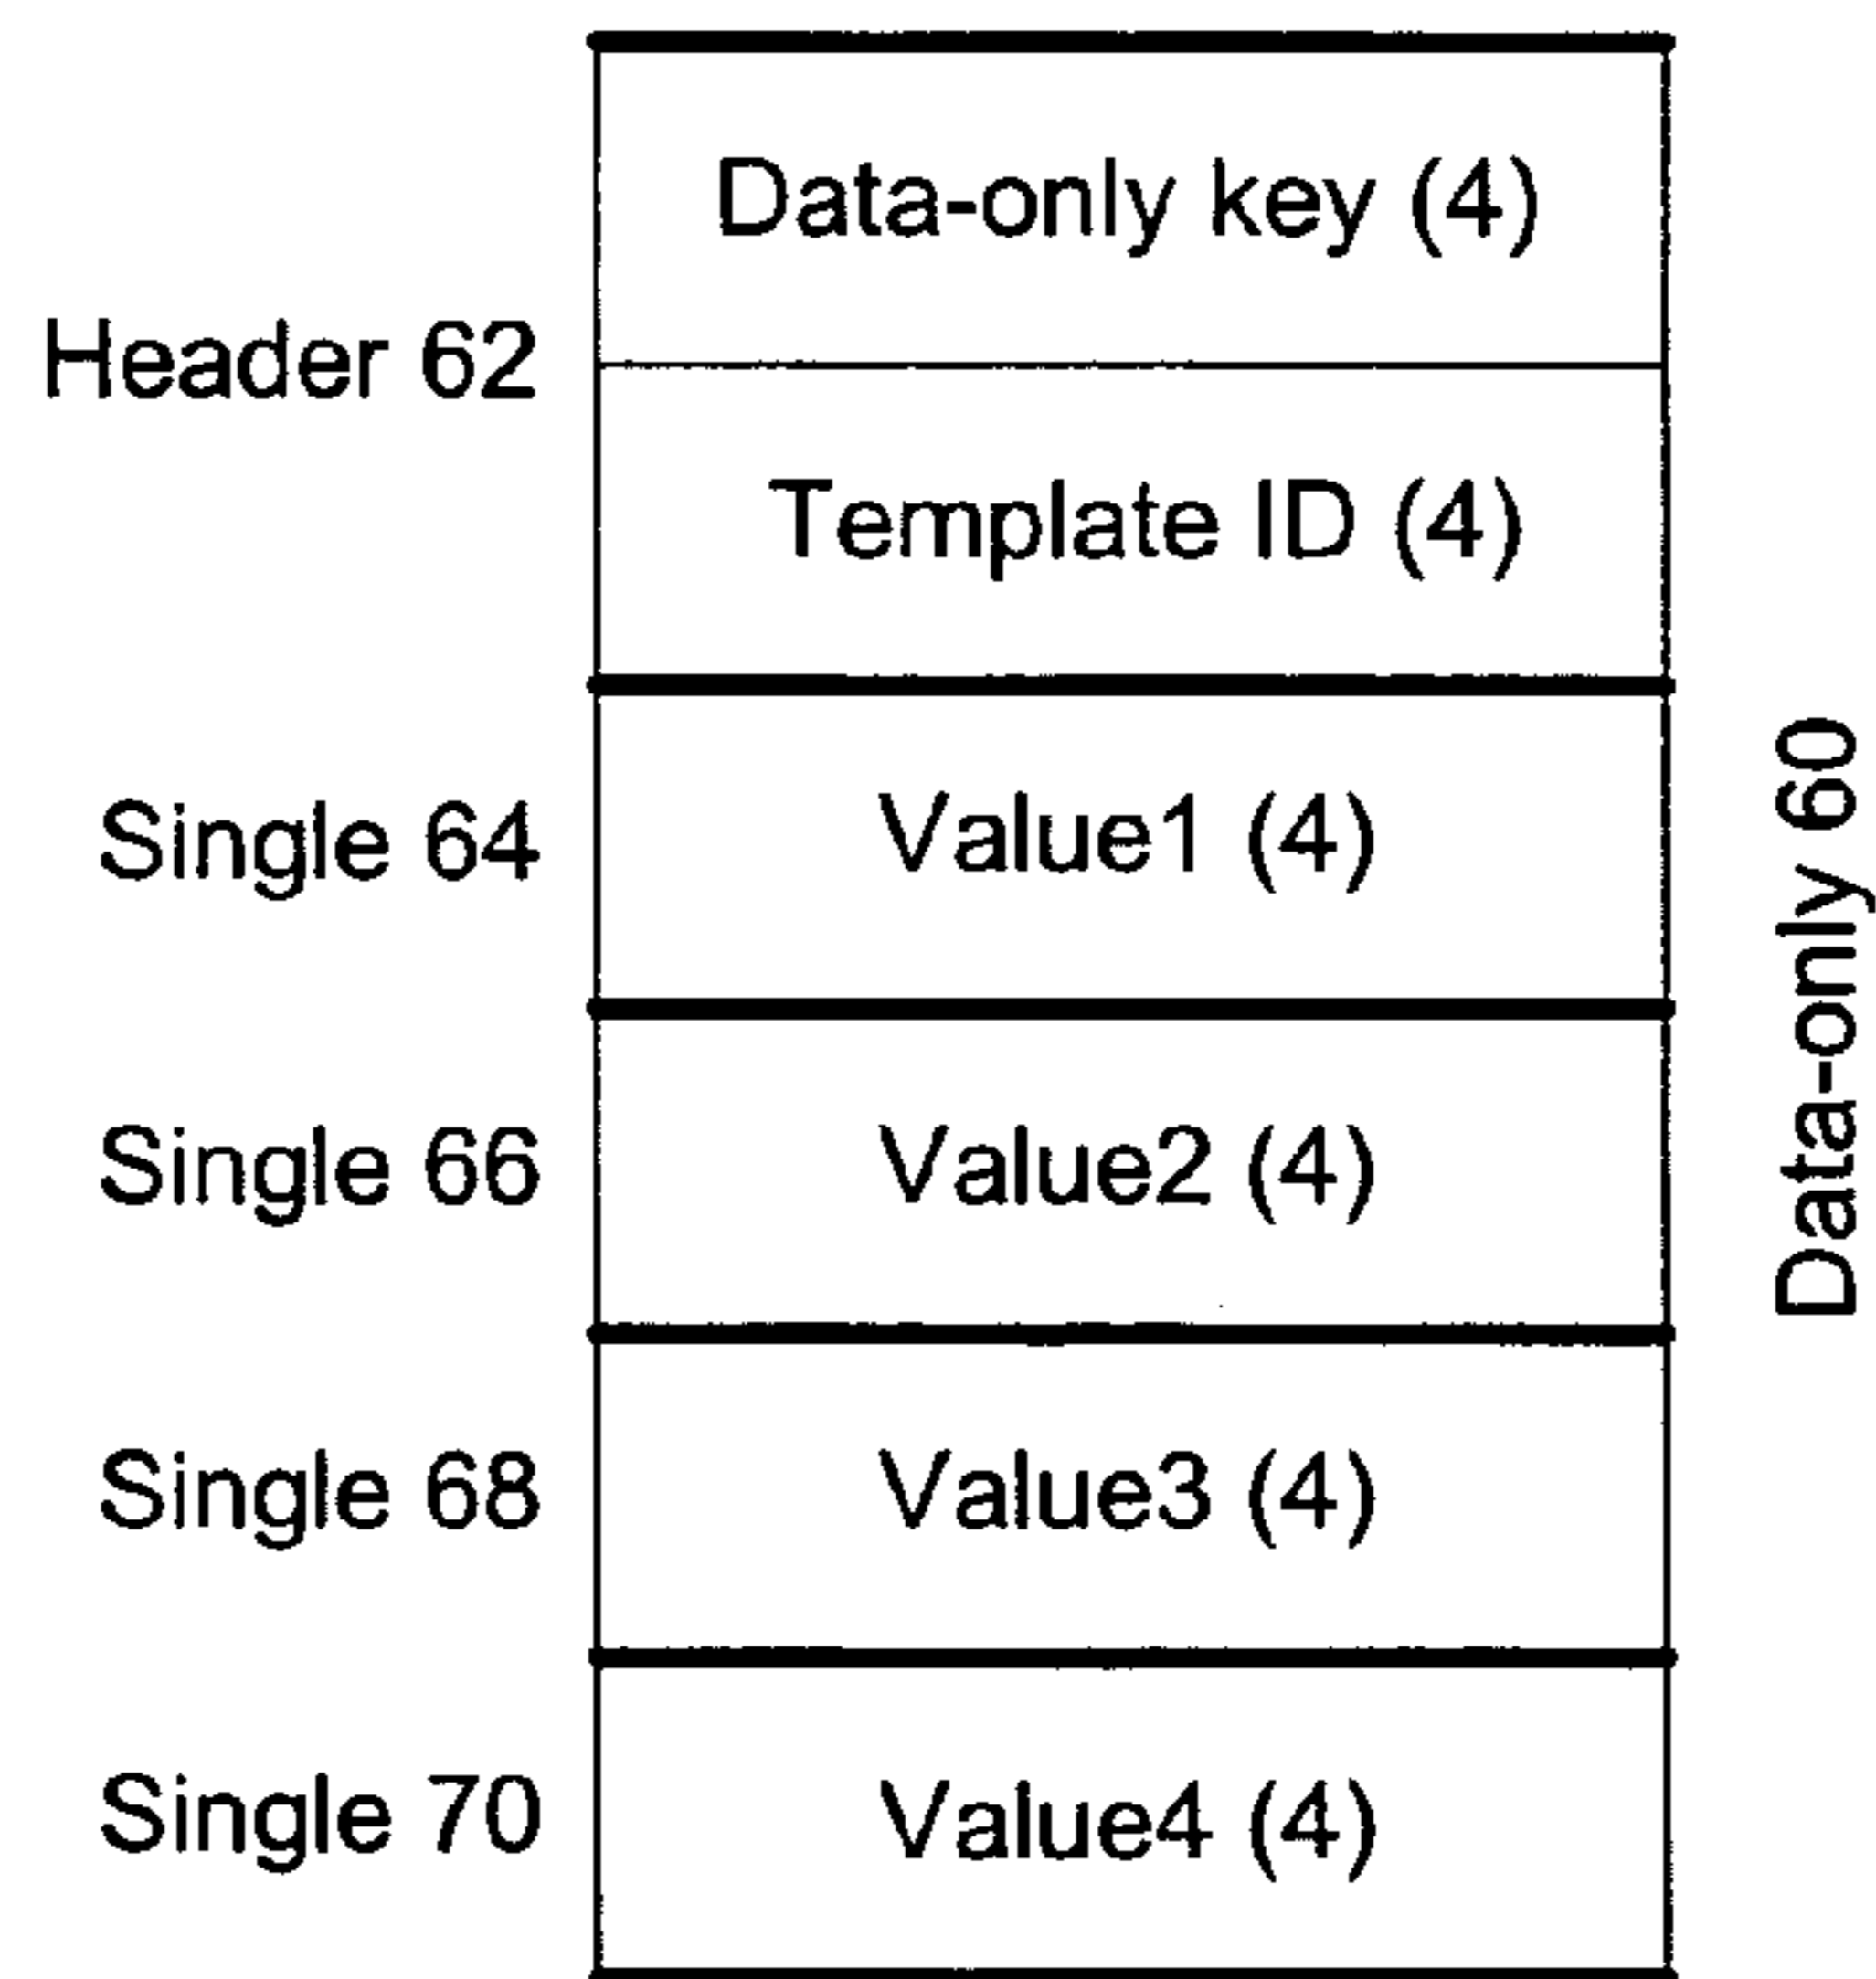 Data-only key (4)
Header 62
Template ID (4)
Single 64
Value1 (4)
Single 66
Value2 (4)
Single 68
Value3 (4)
Single 70
Value4 (4)
Data-only 60